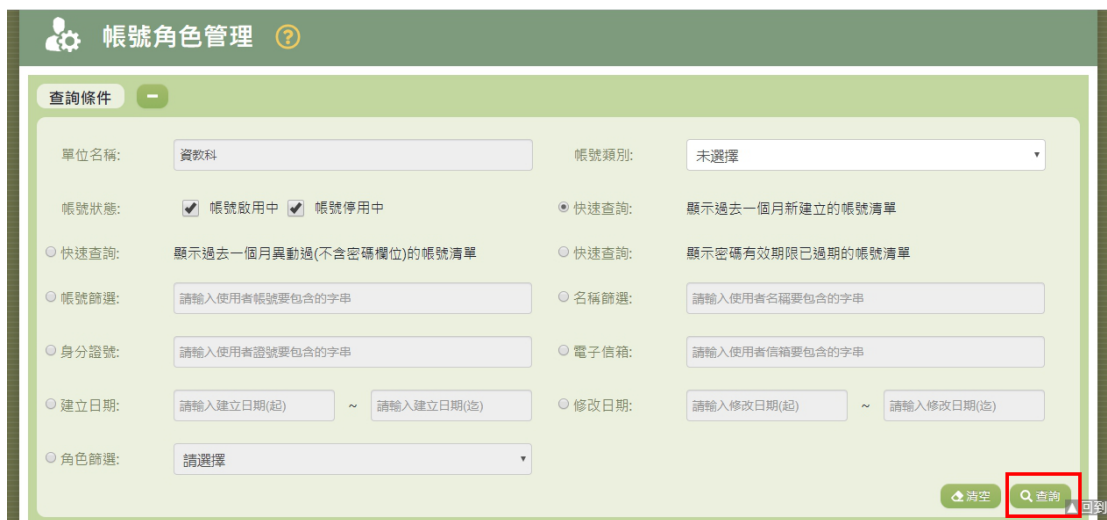 帳號角色管理 ?
查詢條件 -
單位名稱: 資教科 帳號類別: 未選擇
帳號狀態: 帳號啟用中 帳號停用中 快速查詢: 顯示過去一個月新建立的帳號清單
快速查詢: 顯示過去一個月異動過(不含密碼欄位)的帳號清單 快速查詢: 顯示密碼有效期限已過期的帳號清單
帳號篩選: 請輸入使用者帳號要包含的字串 名稱篩選: 請輸入使用者名稱要包含的字串
身分證號: 請輸入使用者證號要包含的字串 電子信箱: 請輸入使用者信箱要包含的字串
建立日期: 請輸入建立日期(起) ~ 請輸入建立日期(迄) 修改日期: 請輸入修改日期(起) ~ 請輸入修改日期(迄)
角色篩選: 請選擇
清空 查詢
▲回到